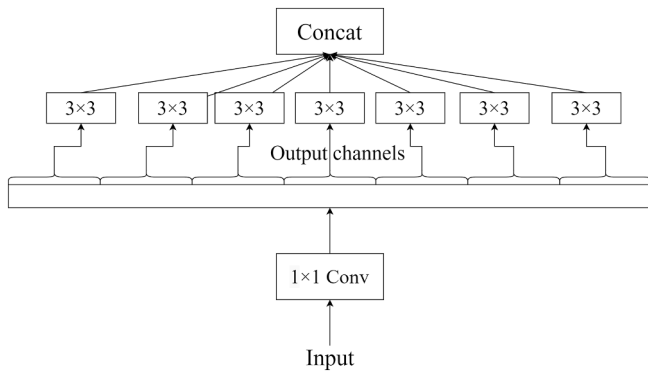 Concat
3×3 3×3 3×3 3×3 3×3 3×3 3×3
Output channels
1×1 Conv
Input